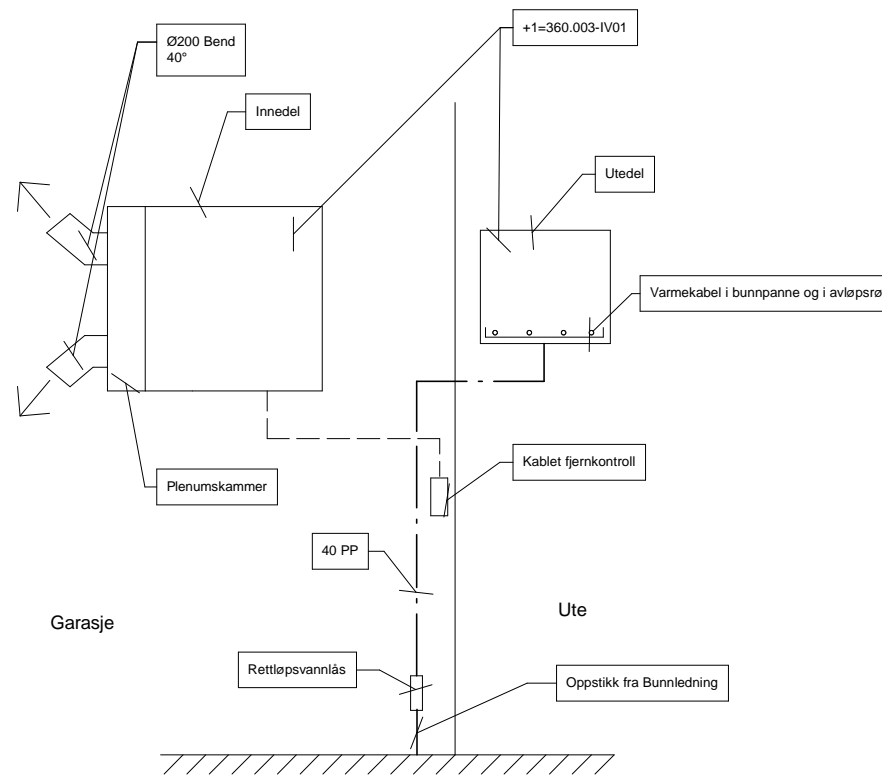 +1=360.003-IV01
Ø200 Bend
40°
Innedel
Utedel
Varmekabel i bunnpanne og i avløpsrø
Kablet fjernkontroll
Plenumskammer
40 PP
Garasje
Ute
Rettløpsvannlås
Oppstikk fra Bunnledning